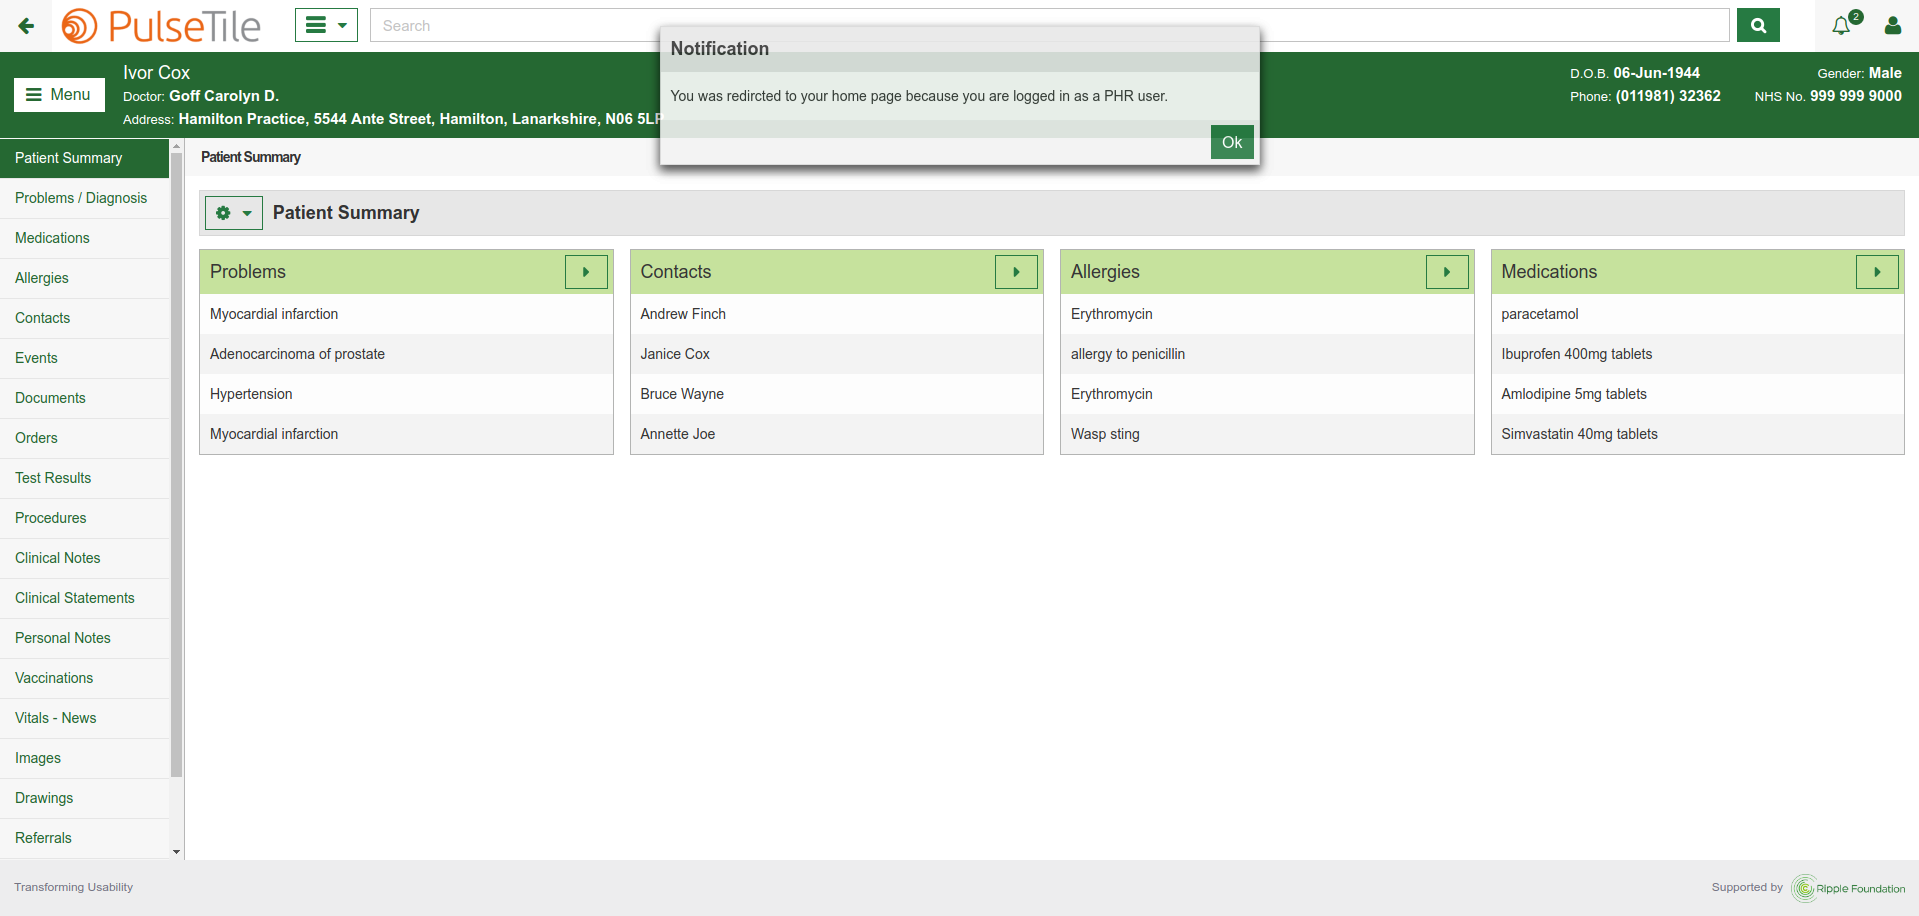 PulseTile
Search
2
Notification
You was redircted to your home page because you are logged in as a PHR user.
Ok
Menu
Ivor Cox
Doctor: Goff Carolyn D.
Address: Hamilton Practice, 5544 Ante Street, Hamilton, Lanarkshire, N06 5LP
D.O.B. 06-Jun-1944
Gender: Male
Phone: (011981) 32362
NHS No. 999 999 9000
Patient Summary
Problems / Diagnosis
Medications
Allergies
Contacts
Events
Documents
Orders
Test Results
Procedures
Clinical Notes
Clinical Statements
Personal Notes
Vaccinations
Vitals - News
Images
Drawings
Referrals
Patient Summary
Patient Summary
Problems
Myocardial infarction
Adenocarcinoma of prostate
Hypertension
Myocardial infarction
Contacts
Andrew Finch
Janice Cox
Bruce Wayne
Annette Joe
Allergies
Erythromycin
allergy to penicillin
Erythromycin
Wasp sting
Medications
paracetamol
Ibuprofen 400mg tablets
Amlodipine 5mg tablets
Simvastatin 40mg tablets
Transforming Usability
Supported by
Ripple Foundation